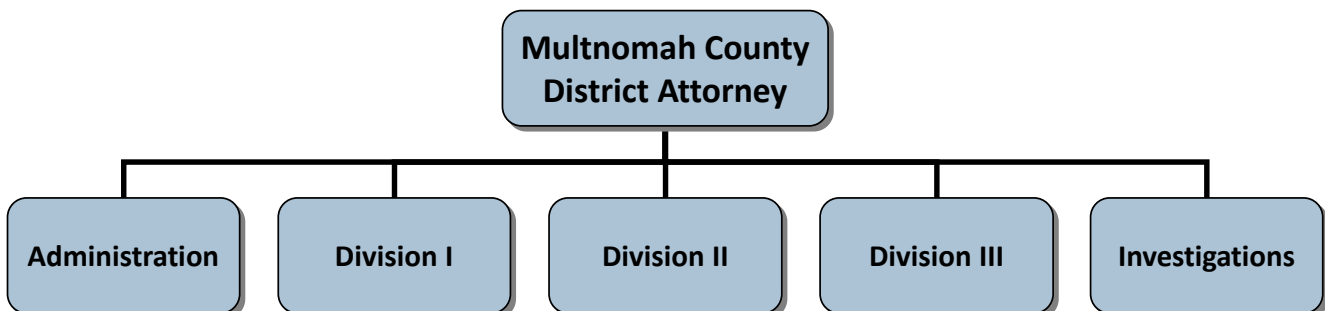 Multnomah County
District Attorney
Administration
Division I
Division II
Division III
Investigations